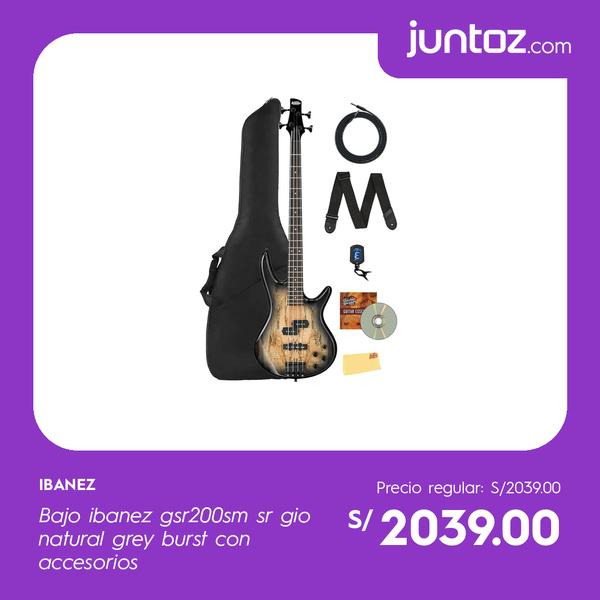 juntoz.com
IBANEZ
Bajo ibanez gsr200sm sr gio
natural grey burst con
accesorios
Precio regular: S/2039.00
S/ 2039.00